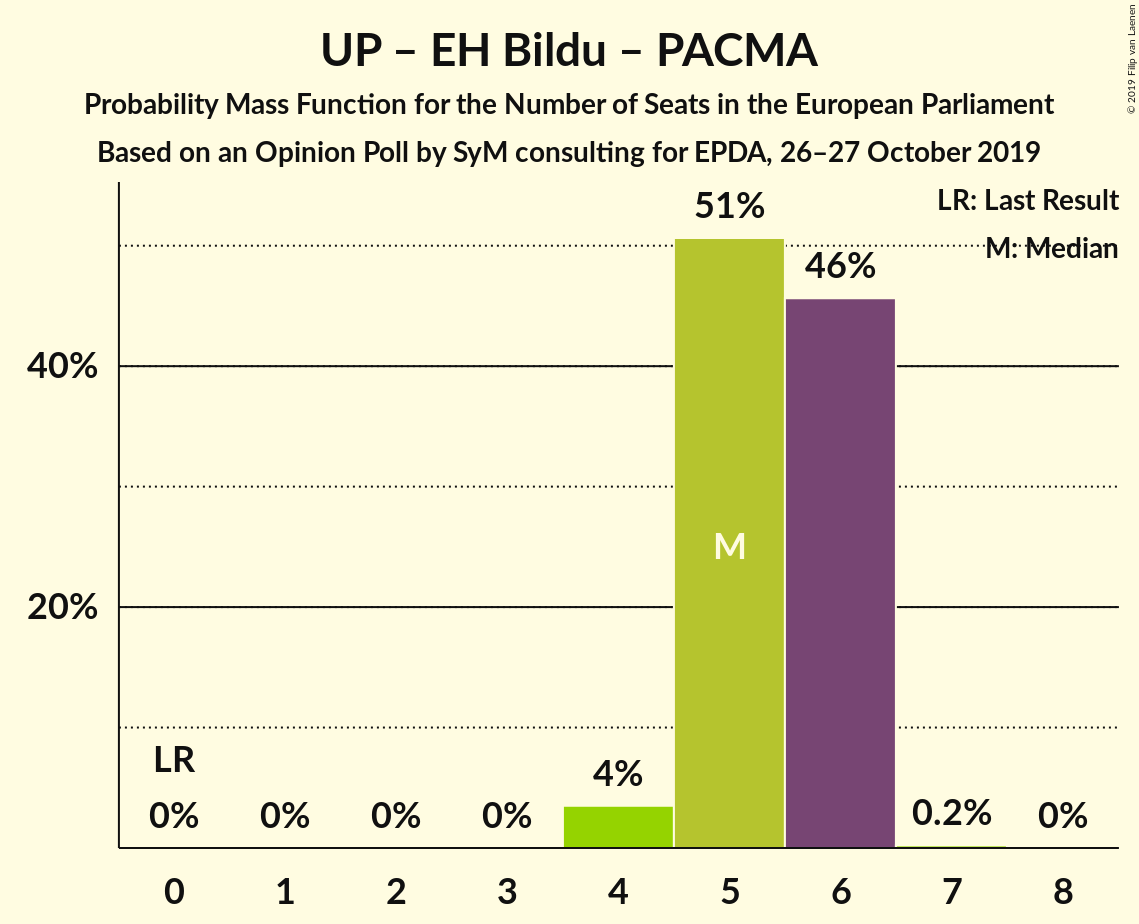 UP – EH Bildu – PACMA
Probability Mass Function for the Number of Seats in the European Parliament
Based on an Opinion Poll by SyM consulting for EPDA, 26–27 October 2019
© 2019 Filip van Laenen
LR: Last Result
M: Median
51%
46%
40%
M
20%
LR
0% 0% 0% 0% 4% 0.2% 0%
0 1 2 3 4 5 6 7 8